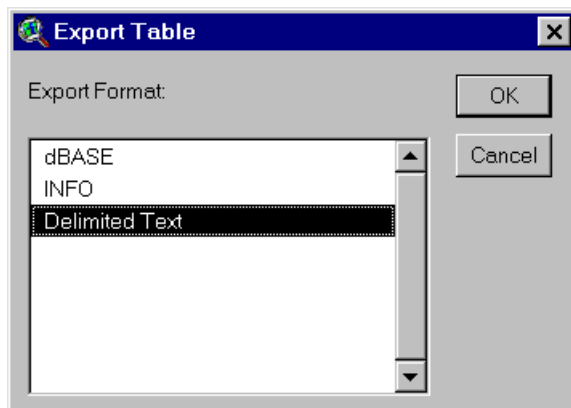 Export Table
Export Format:
OK
Cancel
dBASE
INFO
Delimited Text